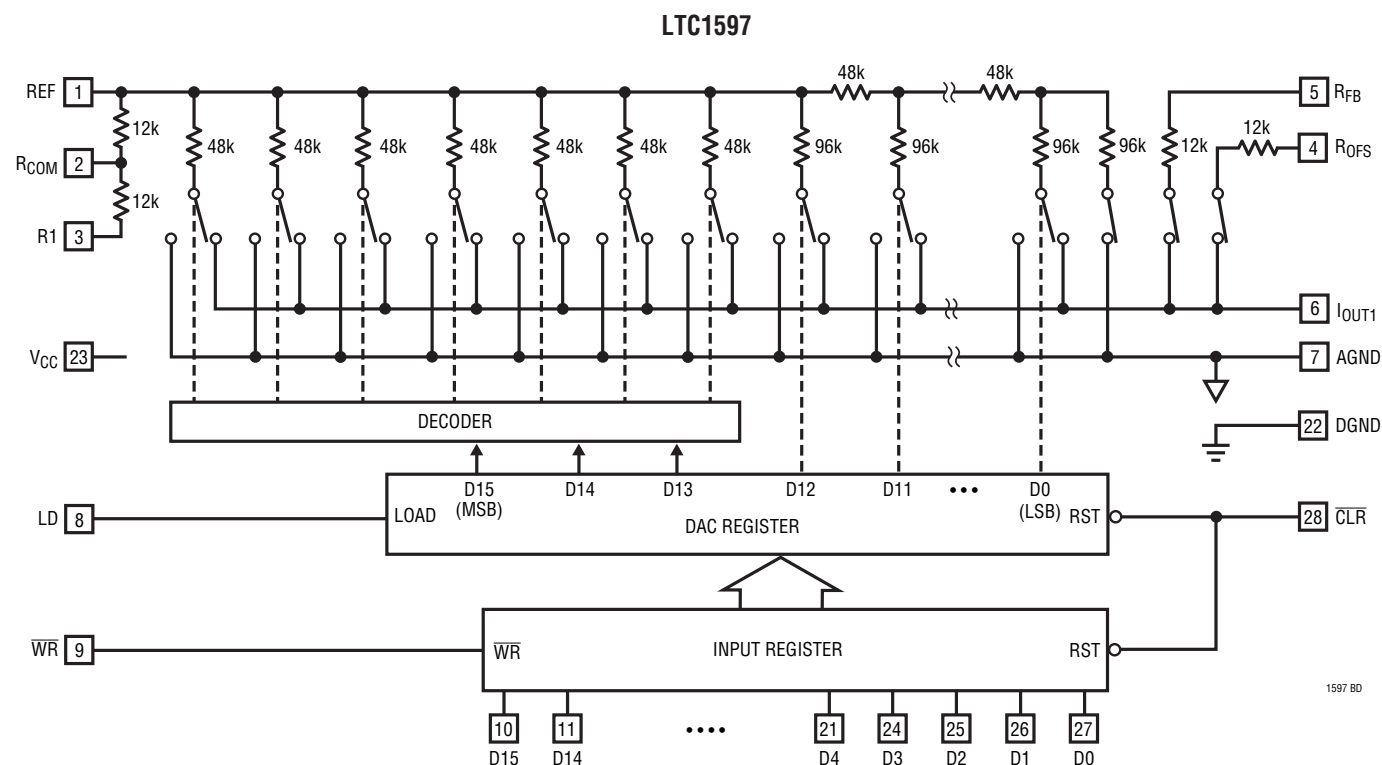 LTC1597
48k 48k
REF 1
5 RFB
12k 48k 48k 48k 48k 48k 48k 48k 96k 96k 96k 96k 12k 12k
4 ROFS
RCOM 2
12k
R1 3
6 IOUT1
VCC 23
7 AGND
DECODER
22 DGND
D15 D14 D13 D12 D11 ••• D0
(MSB) (LSB)
LD 8
LOAD
DAC REGISTER
RST
28 CLR
WR 9
WR
INPUT REGISTER
RST
1597 BD
10 11 •••• 21 24 25 26 27
D15 D14 D4 D3 D2 D1 D0